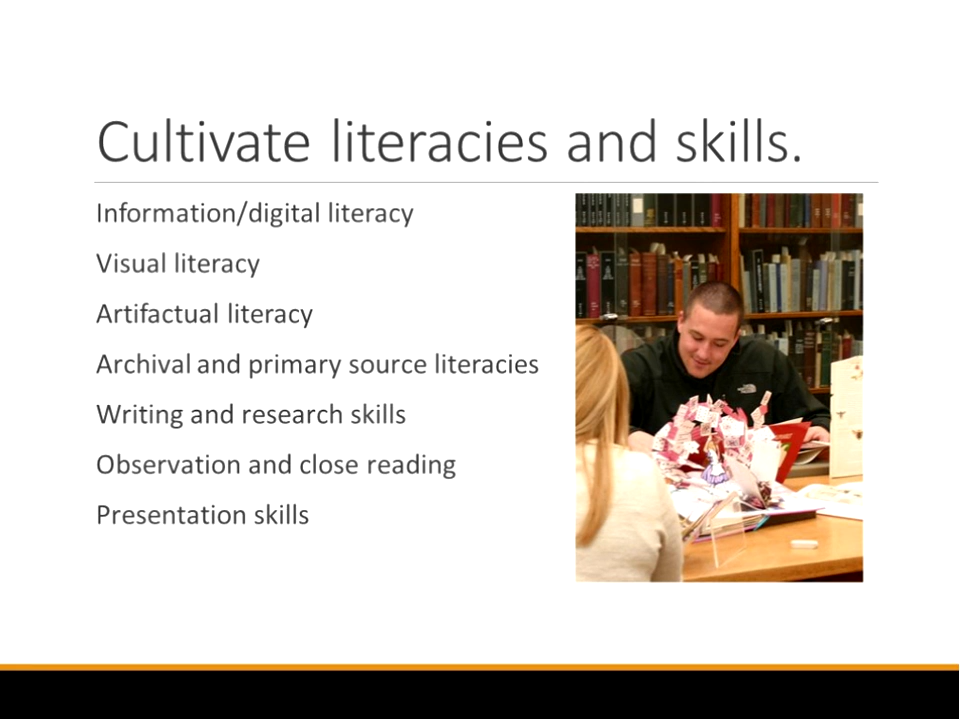 Cultivate literacies and skills.
Information/digital literacy
Visual literacy
Artifactual literacy
Archival and primary source literacies
Writing and research skills
Observation and close reading
Presentation skills